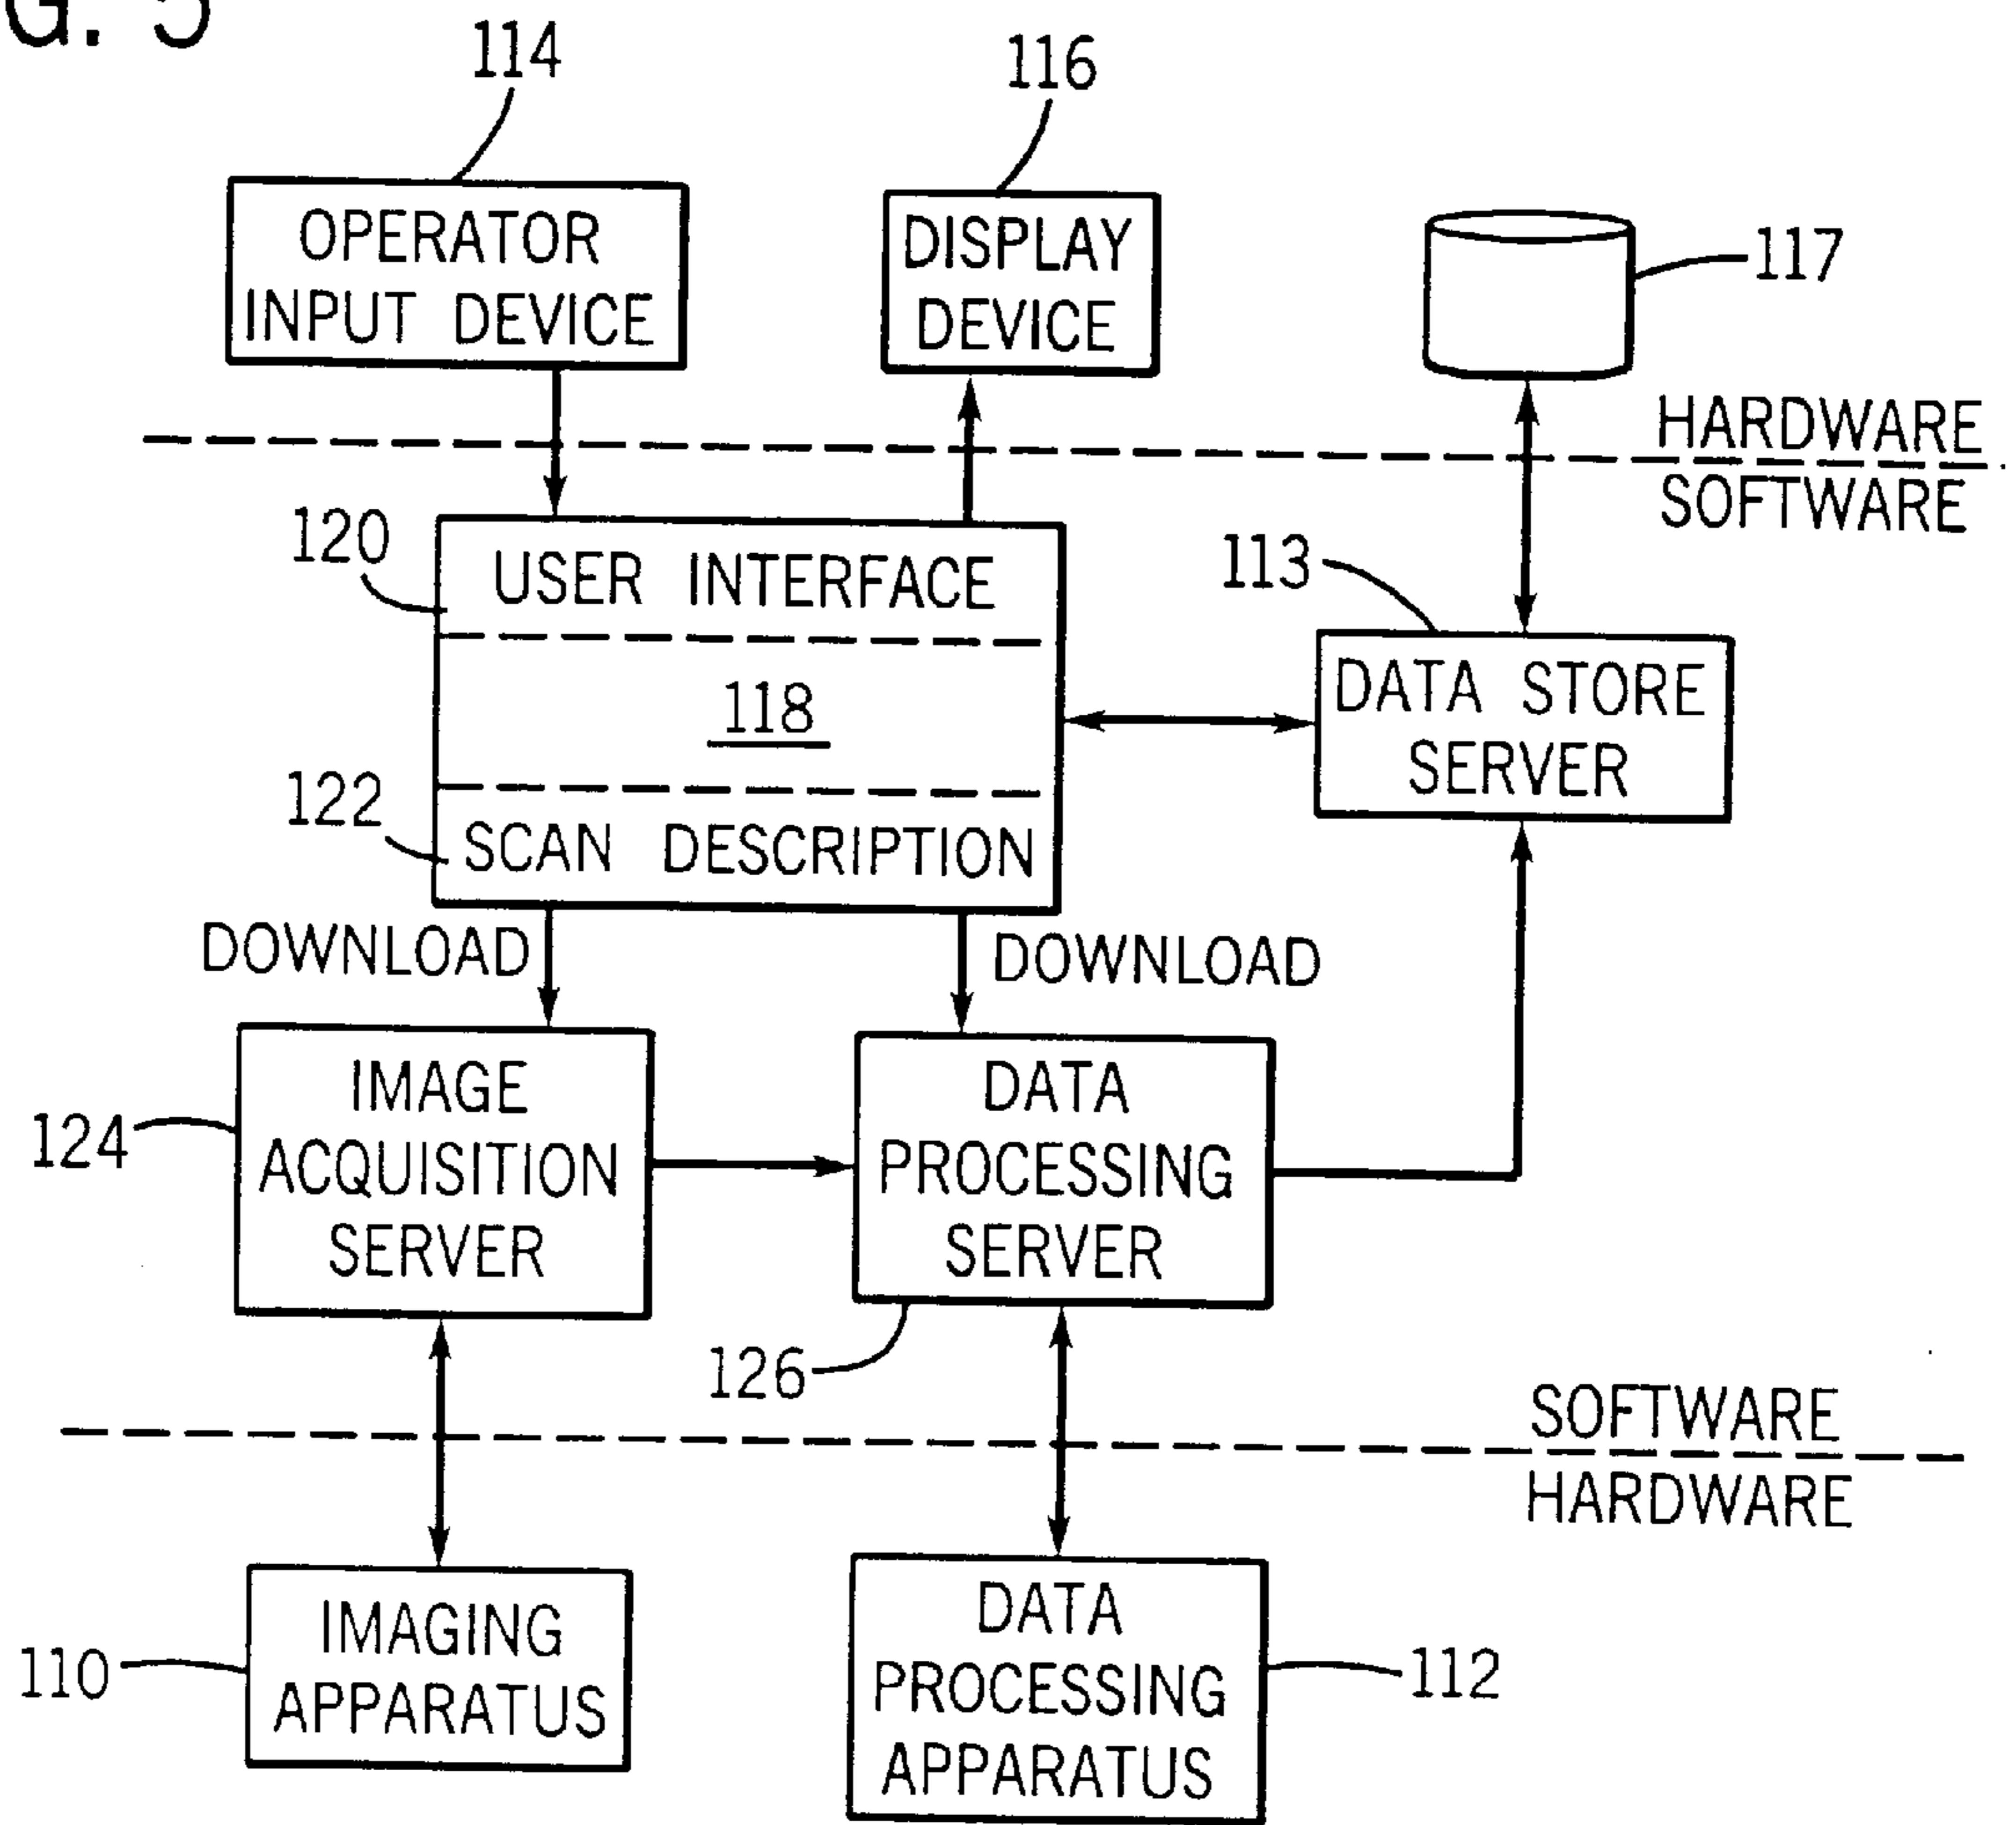 G. 5
114
116
OPERATOR
INPUT DEVICE
DISPLAY
DEVICE
117
HARDWARE
SOFTWARE
120
USER INTERFACE
113
118
DATA STORE
SERVER
122
SCAN DESCRIPTION
DOWNLOAD
DOWNLOAD
124
IMAGE
ACQUISITION
SERVER
DATA
PROCESSING
SERVER
126
SOFTWARE
HARDWARE
110
IMAGING
APPARATUS
DATA
PROCESSING
APPARATUS
112